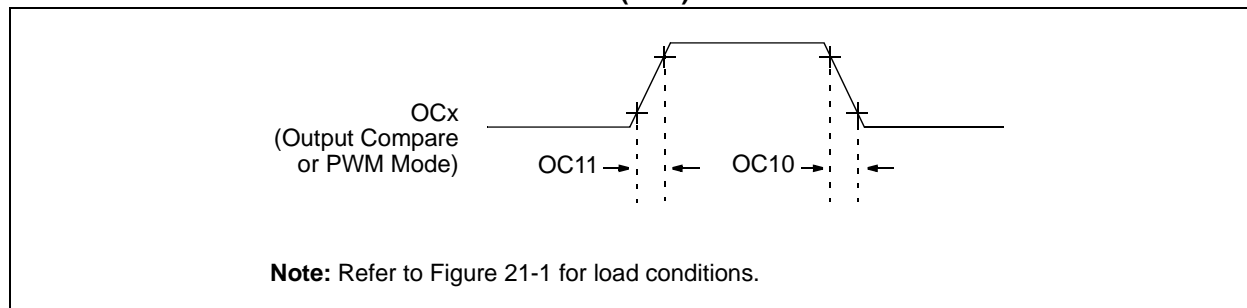 OCx
(Output Compare
or PWM Mode)
OC11
OC10
Note: Refer to Figure 21-1 for load conditions.